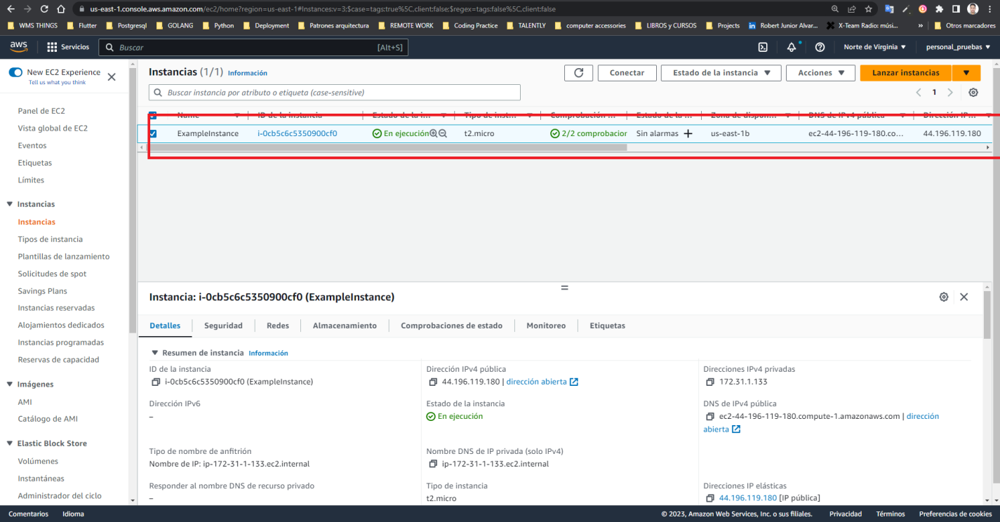 us-east-1.console.aws.amazon.com/ec2/home?region=us-east-1#Instances:v=3;$case=tags:true%5C,client:false;$regex=tags:false%5C,client:false
WMS THINGS Flutter Postgresql GOLANG Python Deployment Patrones arquitectura REMOTE WORK Coding Practice TALENTLY computer accessories LIBROS y CURSOS Projects Robert Junior Alvar... X-Team Radio: músi... » Otros marcadores
aws Servicios Buscar [Alt+S] Norte de Virginia personal_pruebas
New EC2 Experience
Tell us what you think
Panel de EC2
Vista global de EC2
Eventos
Etiquetas
Límites
Instancias
Instancias
Tipos de instancia
Plantillas de lanzamiento
Solicitudes de spot
Savings Plans
Instancias reservadas
Alojamientos dedicados
Instancias programadas
Reservas de capacidad
Imágenes
AMI
Catálogo de AMI
Elastic Block Store
Volúmenes
Instantáneas
Administrador del ciclo
Instancias (1/1) Información
Conectar Estado de la instancia Acciones Lanzar instancias
Buscar instancia por atributo o etiqueta (case-sensitive)
1
Name ID de la instancia Estado de la i... Tipo de inst... Comprobación ... Estado de la ... Zona de dispon... DNS de IPv4 pública Dirección IP...
ExampleInstance i-0cb5c6c5350900cf0 En ejecución t2.micro 2/2 comprobacior Sin alarmas us-east-1b ec2-44-196-119-180.co... 44.196.119.180
Instancia: i-0cb5c6c5350900cf0 (ExampleInstance)
Detalles Seguridad Redes Almacenamiento Comprobaciones de estado Monitoreo Etiquetas
Resumen de instancia Información
ID de la instancia
i-0cb5c6c5350900cf0 (ExampleInstance)
Dirección IPv4 pública
44.196.119.180 | dirección abierta
Direcciones IPv4 privadas
172.31.1.133
Dirección IPv6
–
Estado de la instancia
En ejecución
DNS de IPv4 pública
ec2-44-196-119-180.compute-1.amazonaws.com | dirección
abierta
Tipo de nombre de anfitrión
Nombre de IP: ip-172-31-1-133.ec2.internal
Nombre DNS de IP privada (solo IPv4)
ip-172-31-1-133.ec2.internal
Responder al nombre DNS de recurso privado
–
Tipo de instancia
t2.micro
Direcciones IP elásticas
44.196.119.180 [IP pública]
Comentarios Idioma © 2023, Amazon Web Services, Inc. o sus filiales. Privacidad Términos Preferencias de cookies